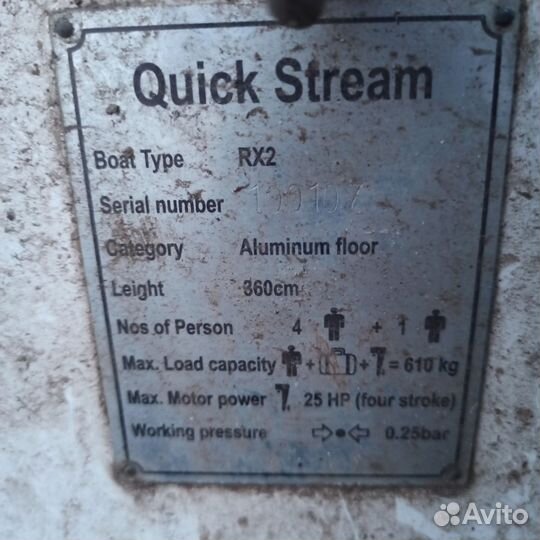 Quick Stream
Boat Type RX2
Serial number
Category Aluminum floor
Leight 360cm
Nos of Person 4 + 1
Max. Load capacity + + = 610 kg
Max. Motor power 25 HP (four stroke)
Working pressure 0.25bar
Avito